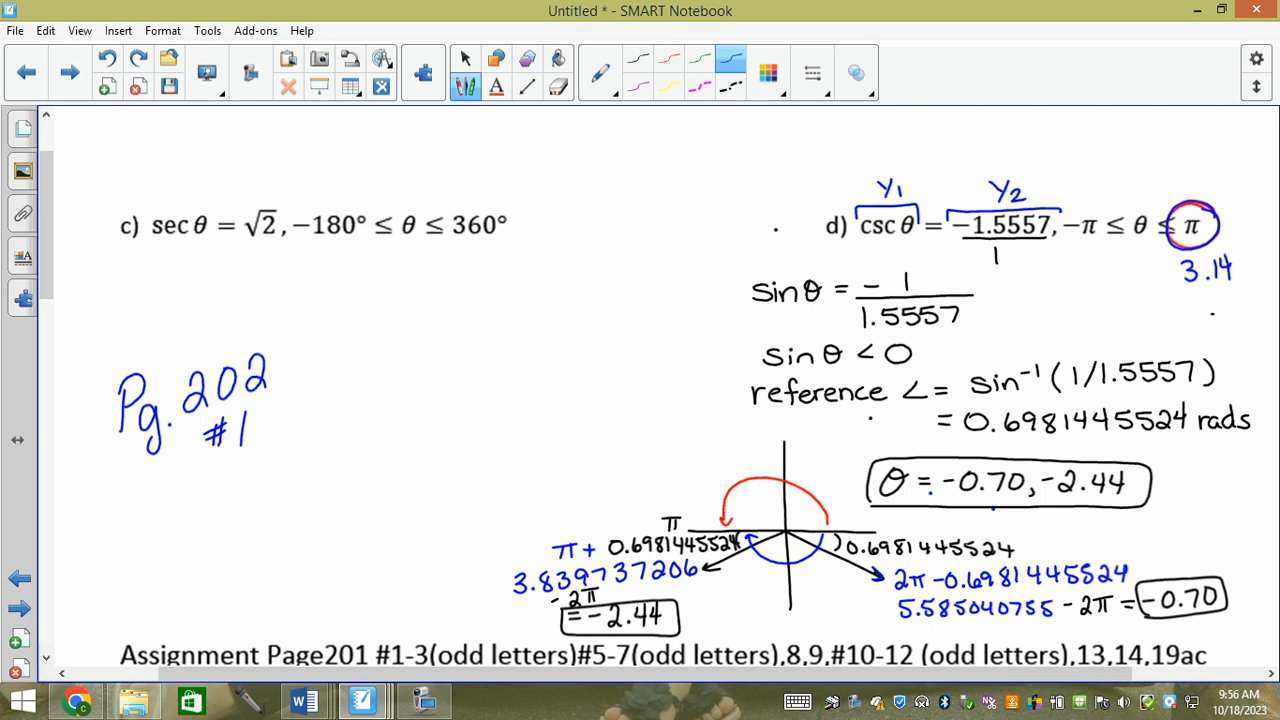 Untitled * - SMART Notebook
File Edit View Insert Format Tools Add-ons Help
c) sec θ = √2, −180° ≤ θ ≤ 360°
Y1 Y2
d) csc θ = −1.5557, −π ≤ θ ≤ π
1
3.14
sin θ = − 1
1.5557
sin θ < 0
reference ∠ = sin⁻¹ (1/1.5557)
= 0.6981445524 rads
Pg. 202
#1
θ = -0.70, -2.44
π
π + 0.6981445524
3.839737206
- 2π
= -2.44
0.6981445524
2π -0.6981445524
5.585040755 - 2π = -0.70
Assignment Page201 #1-3(odd letters)#5-7(odd letters),8,9,#10-12 (odd letters),13,14,19ac
9:56 AM
10/18/2023